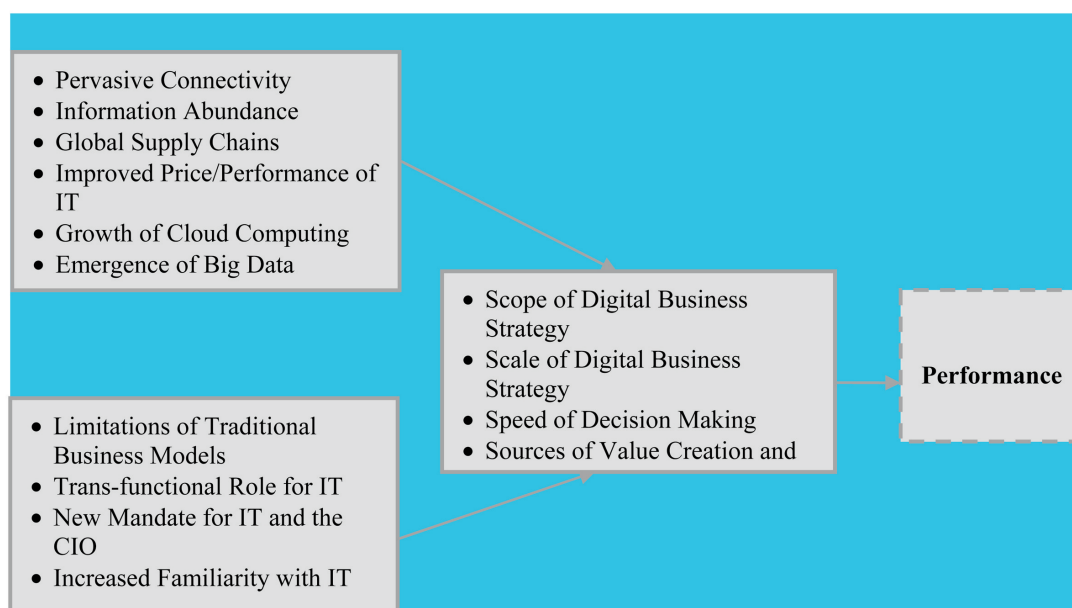 • Pervasive Connectivity
• Information Abundance
• Global Supply Chains
• Improved Price/Performance of
IT
• Growth of Cloud Computing
• Emergence of Big Data
• Scope of Digital Business
Strategy
• Scale of Digital Business
Strategy
• Speed of Decision Making
• Sources of Value Creation and
Performance
• Limitations of Traditional
Business Models
• Trans-functional Role for IT
• New Mandate for IT and the
CIO
• Increased Familiarity with IT